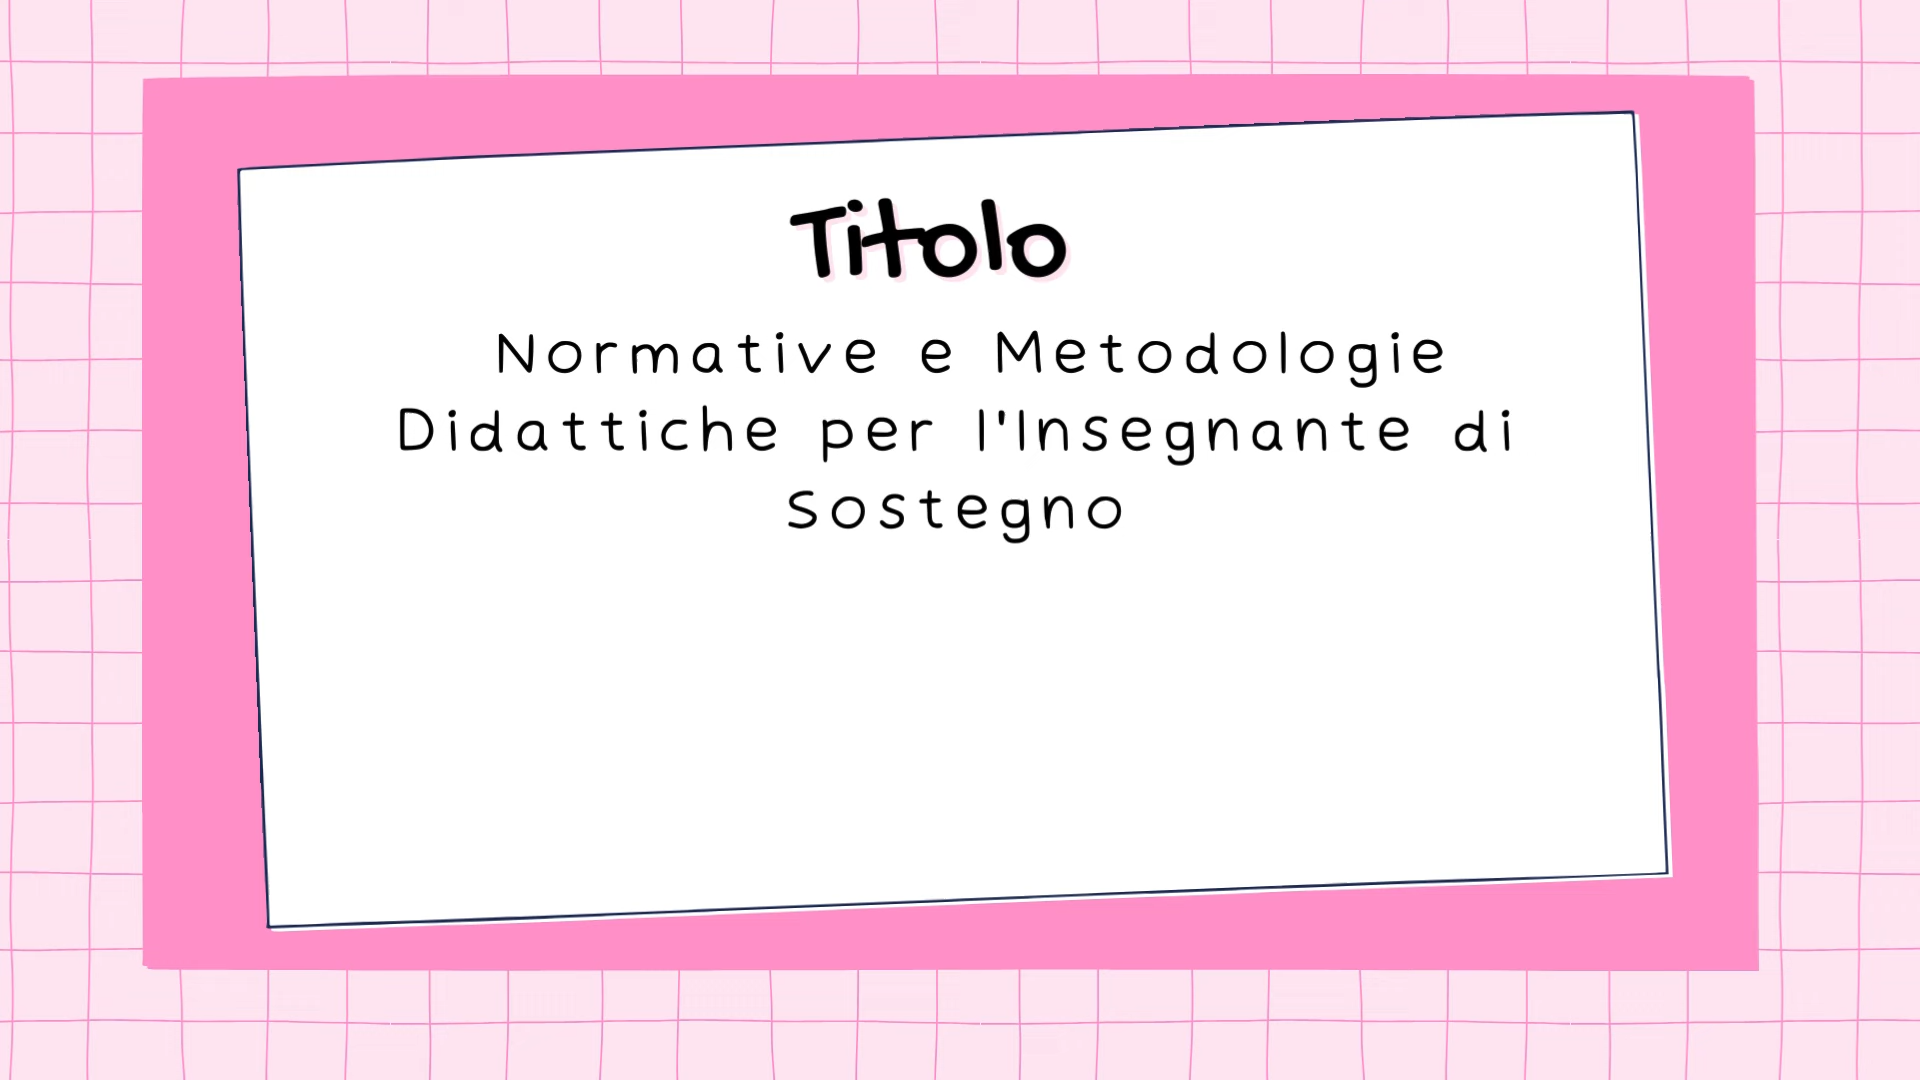 Titolo
Normative e Metodologie
Didattiche per l'Insegnante di
Sostegno